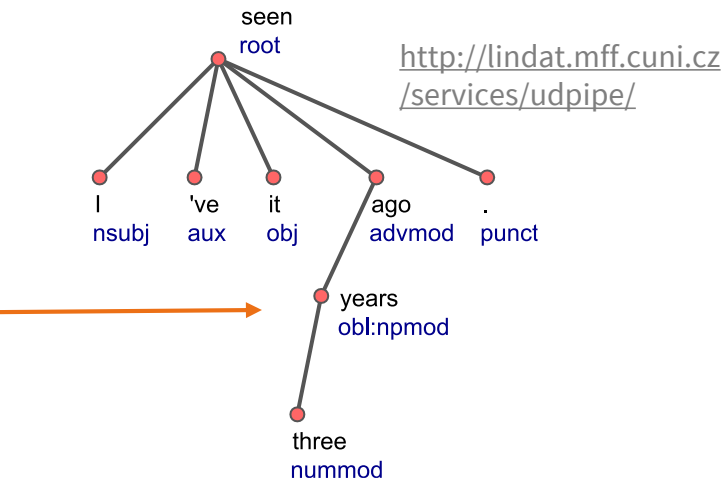 seen
root
http://lindat.mff.cuni.cz
/services/udpipe/
I 've it ago .
nsubj aux obj advmod punct
years
obl:npmod
three
nummod